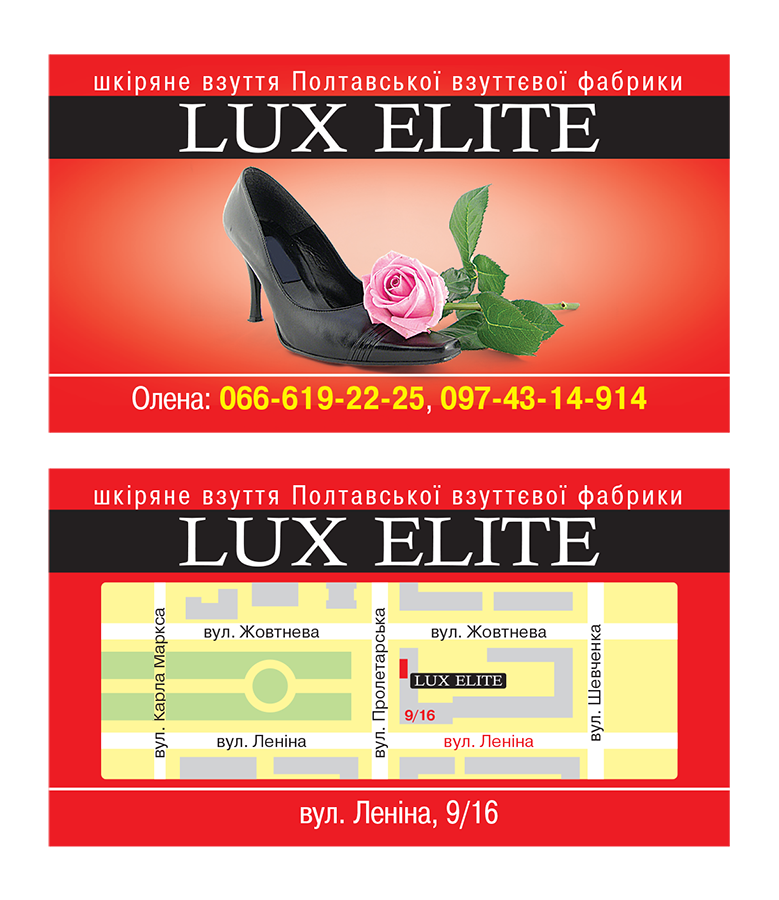 шкіряне взуття Полтавської взуттєвої фабрики
LUX ELITE
Олена: 066-619-22-25, 097-43-14-914
шкіряне взуття Полтавської взуттєвої фабрики
LUX ELITE
вул. Карла Маркса
вул. Жовтнева
вул. Пролетарська
вул. Жовтнева
вул. Шевченка
LUX ELITE
9/16
вул. Леніна
вул. Леніна
вул. Леніна, 9/16